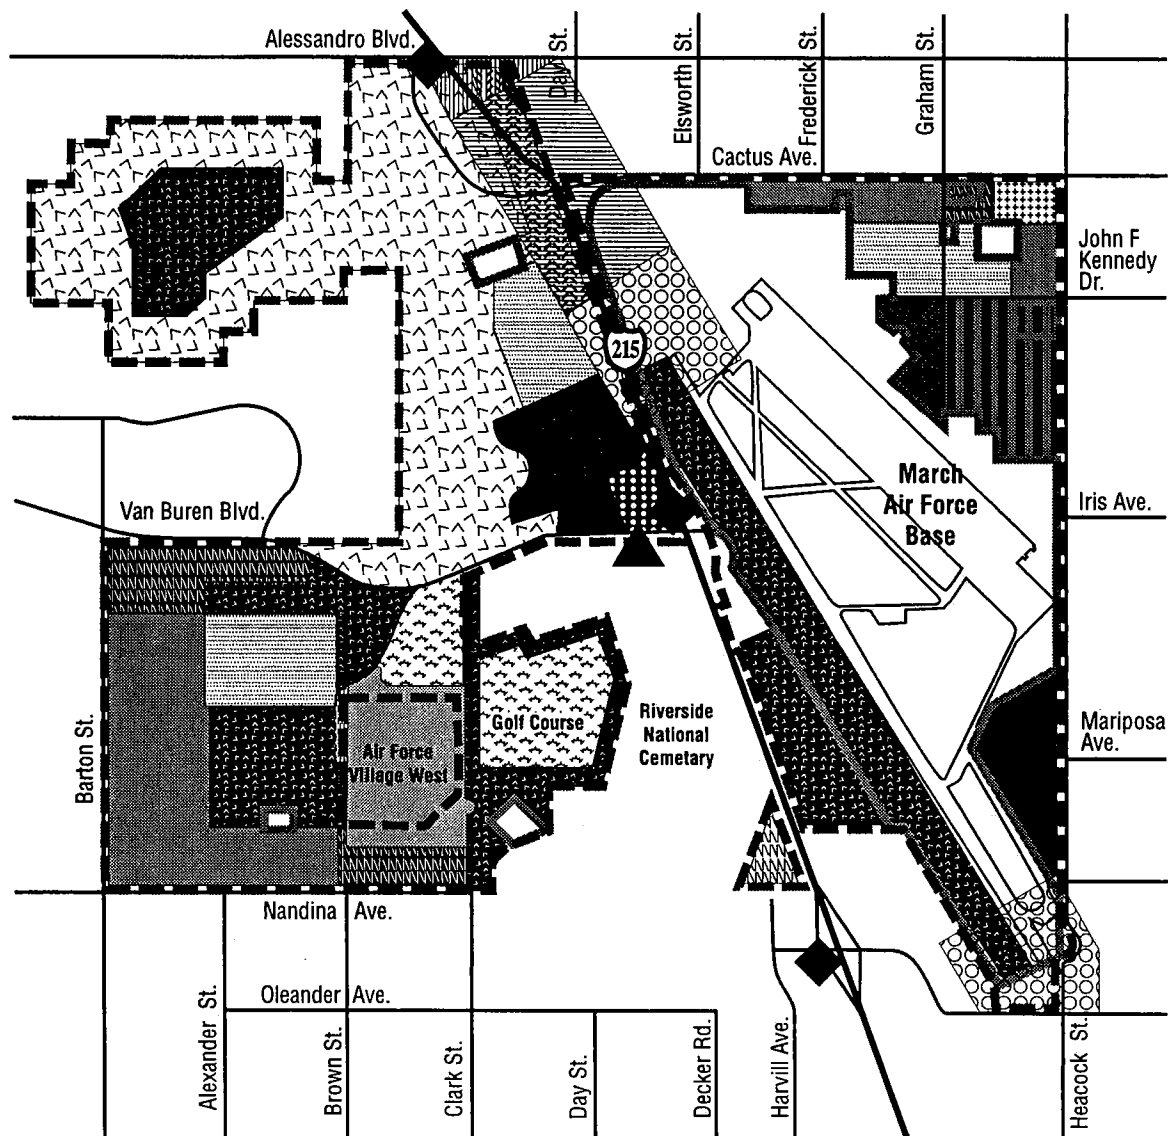 Alessandro Blvd.
Day St.
Elsworth St.
Frederick St.
Graham St.
Cactus Ave.
John F
Kennedy
Dr.
215
March
Air Force
Base
Iris Ave.
Van Buren Blvd.
Barton St.
Golf Course
Riverside
National
Cemetary
Mariposa
Ave.
Air Force
Village West
Nandina Ave.
Oleander Ave.
Alexander St.
Brown St.
Clark St.
Day St.
Decker Rd.
Harvill Ave.
Heacock St.